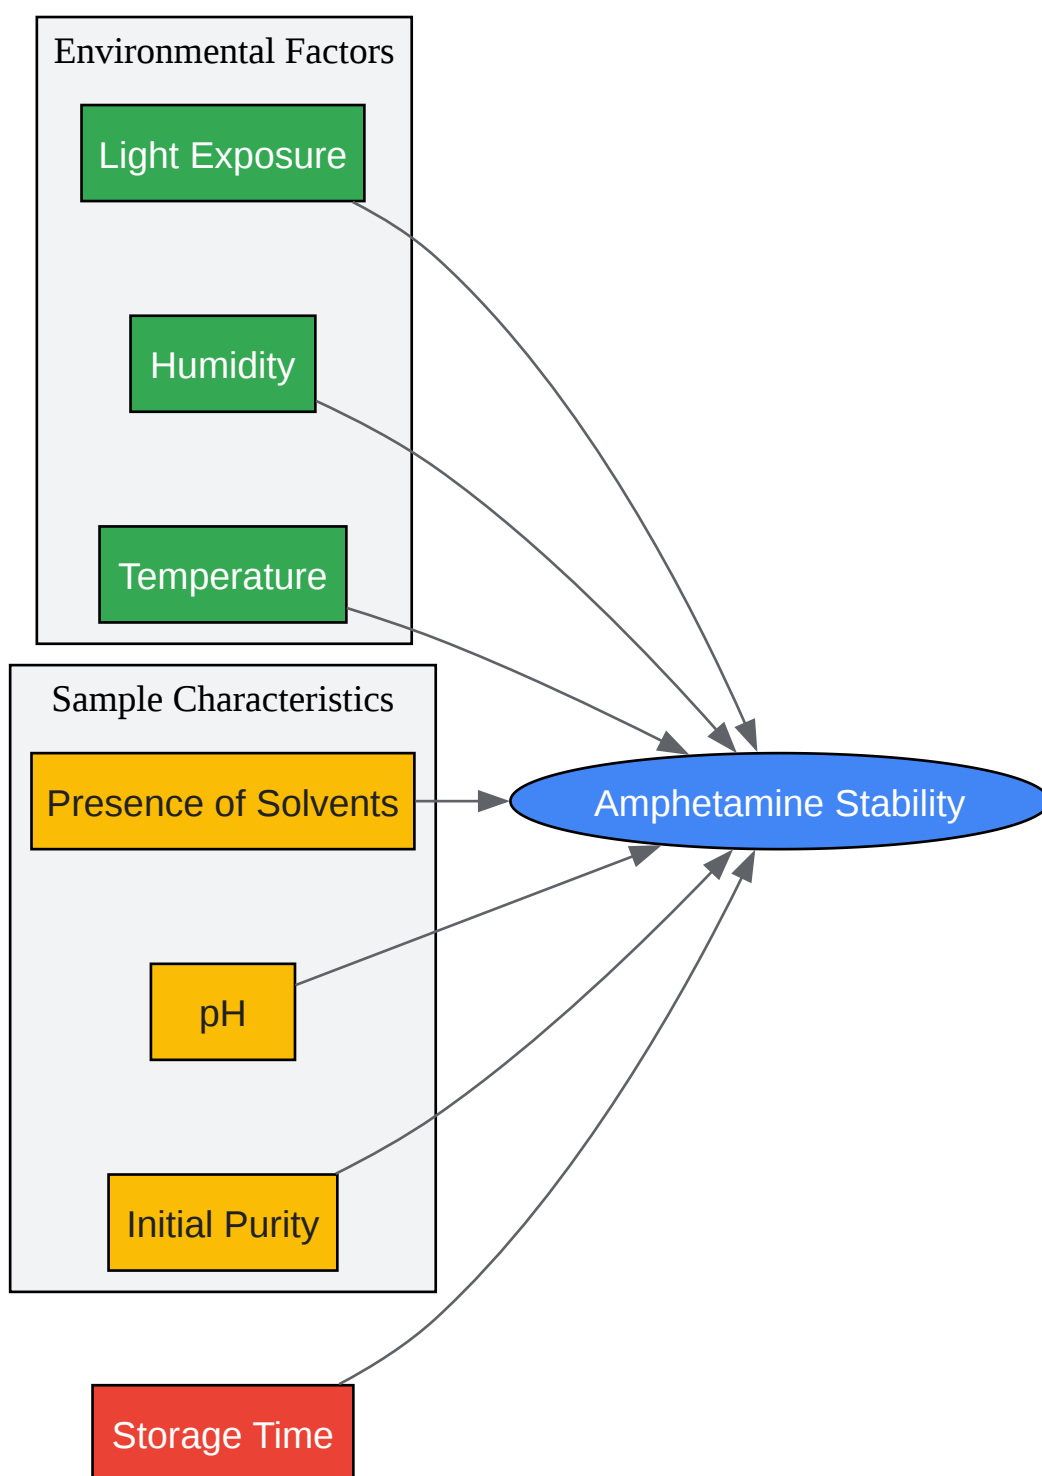 Environmental Factors
Light Exposure
Humidity
Temperature
Sample Characteristics
Presence of Solvents
Amphetamine Stability
pH
Initial Purity
Storage Time